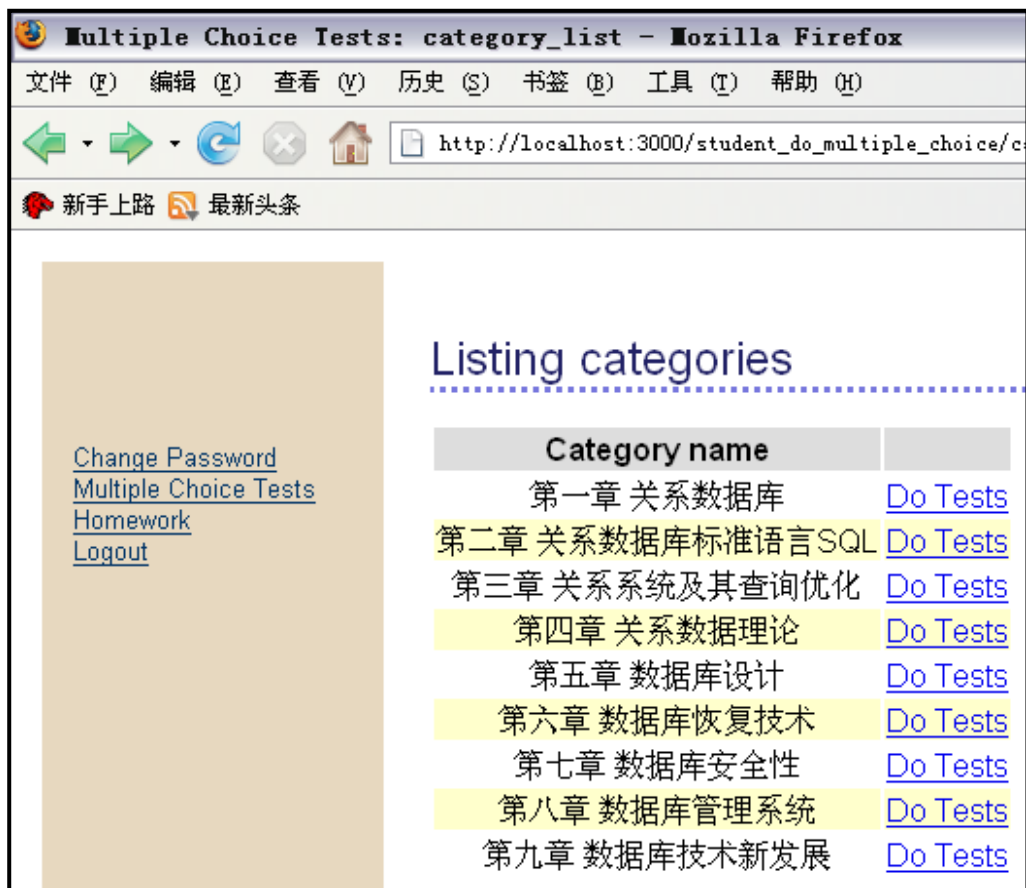 Multiple Choice Tests: category_list - Mozilla Firefox
文件 (F) 编辑 (E) 查看 (V) 历史 (S) 书签 (B) 工具 (T) 帮助 (H)
http://localhost:3000/student_do_multiple_choice/c
新手上路 最新头条
Change Password
Multiple Choice Tests
Homework
Logout
Listing categories
Category name
第一章 关系数据库 Do Tests
第二章 关系数据库标准语言SQL Do Tests
第三章 关系系统及其查询优化 Do Tests
第四章 关系数据理论 Do Tests
第五章 数据库设计 Do Tests
第六章 数据库恢复技术 Do Tests
第七章 数据库安全性 Do Tests
第八章 数据库管理系统 Do Tests
第九章 数据库技术新发展 Do Tests